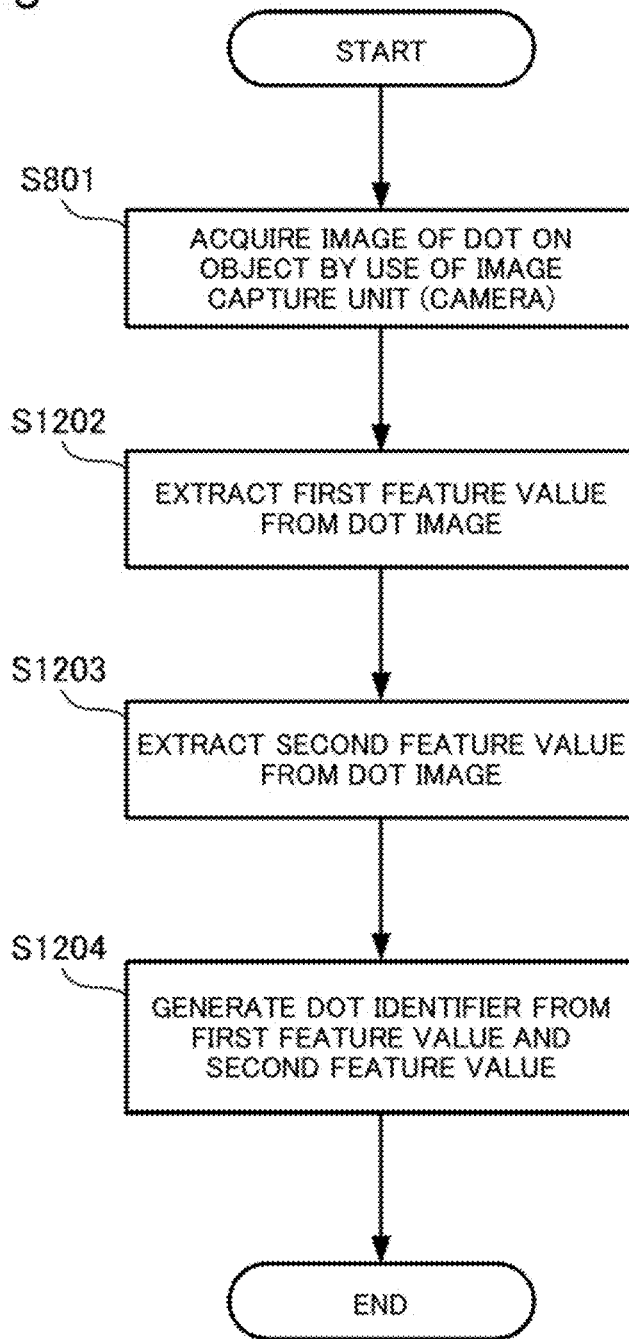 START
S801
ACQUIRE IMAGE OF DOT ON
OBJECT BY USE OF IMAGE
CAPTURE UNIT (CAMERA)
S1202
EXTRACT FIRST FEATURE VALUE
FROM DOT IMAGE
S1203
EXTRACT SECOND FEATURE VALUE
FROM DOT IMAGE
S1204
GENERATE DOT IDENTIFIER FROM
FIRST FEATURE VALUE AND
SECOND FEATURE VALUE
END